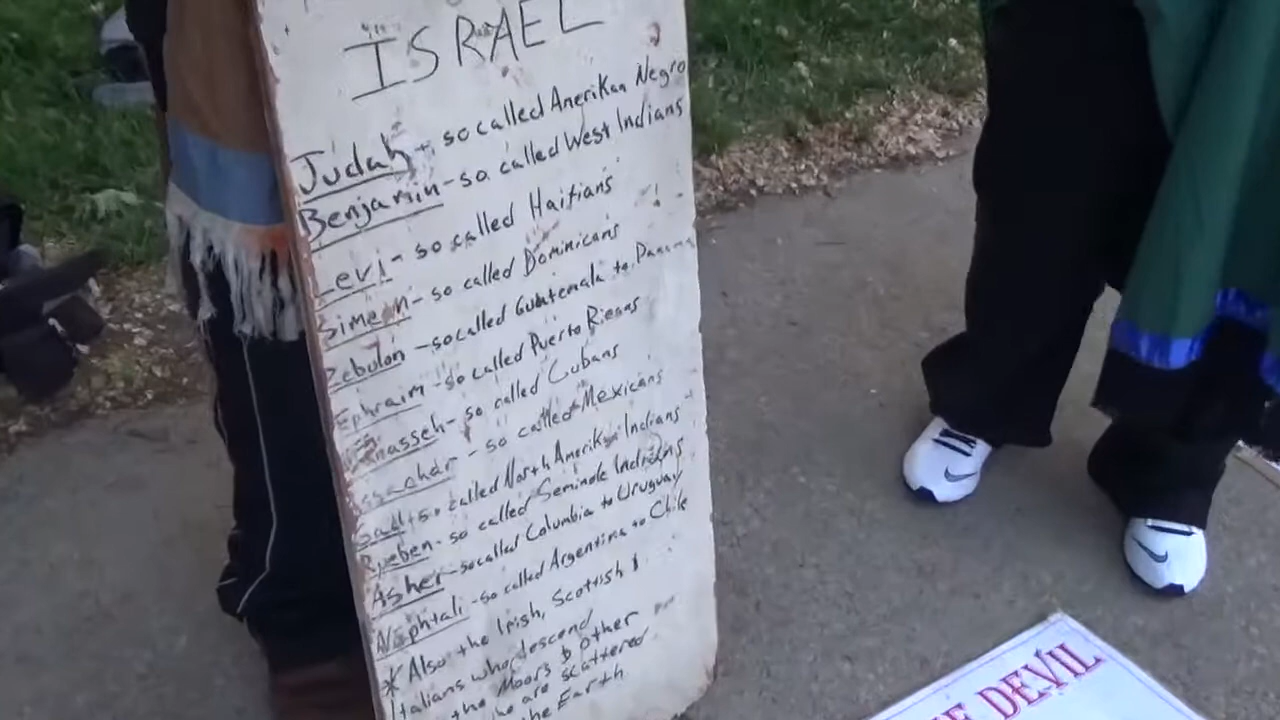 ISRAEL
Judah - so called Amerikan Negro
Benjamin - so called West Indians
Levi - so called Haitians
Simeon - so called Dominicans
Zebulon - so called Guatemala to Panama
Ephraim - so called Puerto Ricans
Manasseh - so called Cubans
Issachar - so called Mexicans
Gad - so called North Amerikan Indians
Rueben - so called Seminole Indians
Asher - so called Columbia to Uruguay
Naphtali - so called Argentina to Chile
* Also the Irish, Scottish &
Italians who descend
the Moors & other
who are scattered
the Earth
DEVIL